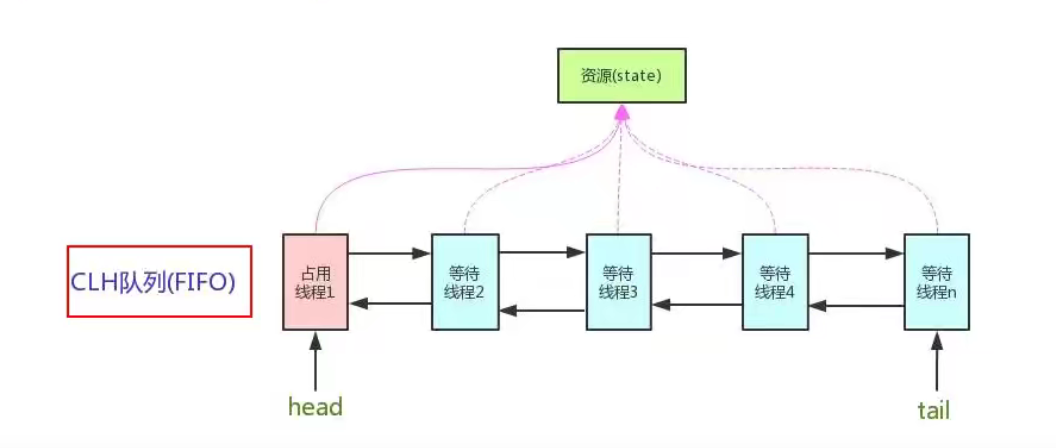 资源(state)
CLH队列(FIFO)
占用
线程1
等待
线程2
等待
线程3
等待
线程4
等待
线程n
head
tail